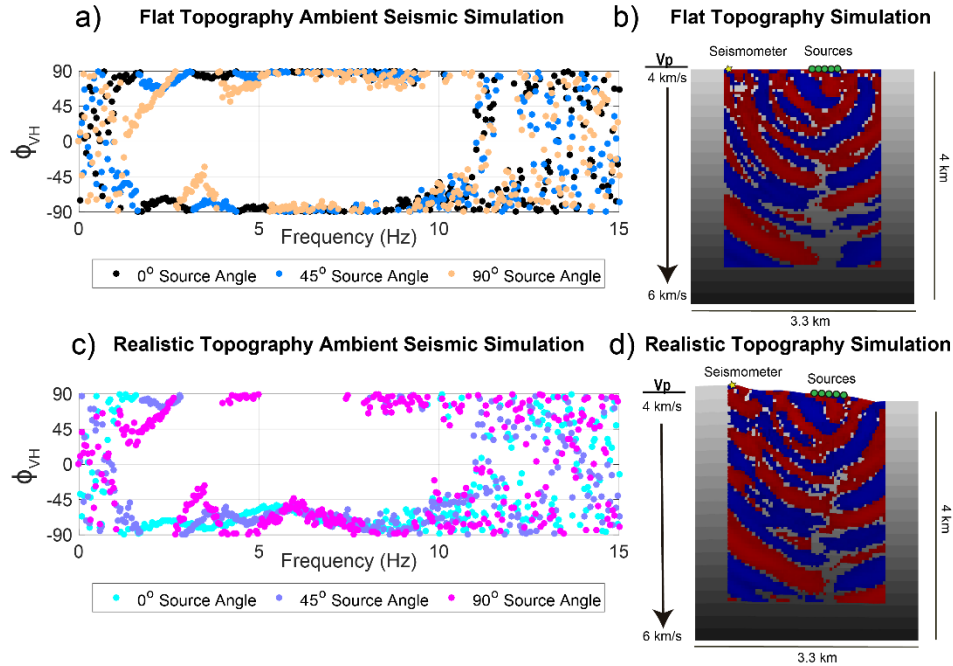 a) Flat Topography Ambient Seismic Simulation
90
45
0
-45
-90
ϕVH
0 5 10 15
Frequency (Hz)
0° Source Angle 45° Source Angle 90° Source Angle
b) Flat Topography Simulation
Vp Seismometer Sources
4 km/s
6 km/s
4 km
3.3 km
c) Realistic Topography Ambient Seismic Simulation
90
45
0
-45
-90
ϕVH
0 5 10 15
Frequency (Hz)
0° Source Angle 45° Source Angle 90° Source Angle
d) Realistic Topography Simulation
Seismometer Sources
Vp
4 km/s
6 km/s
4 km
3.3 km